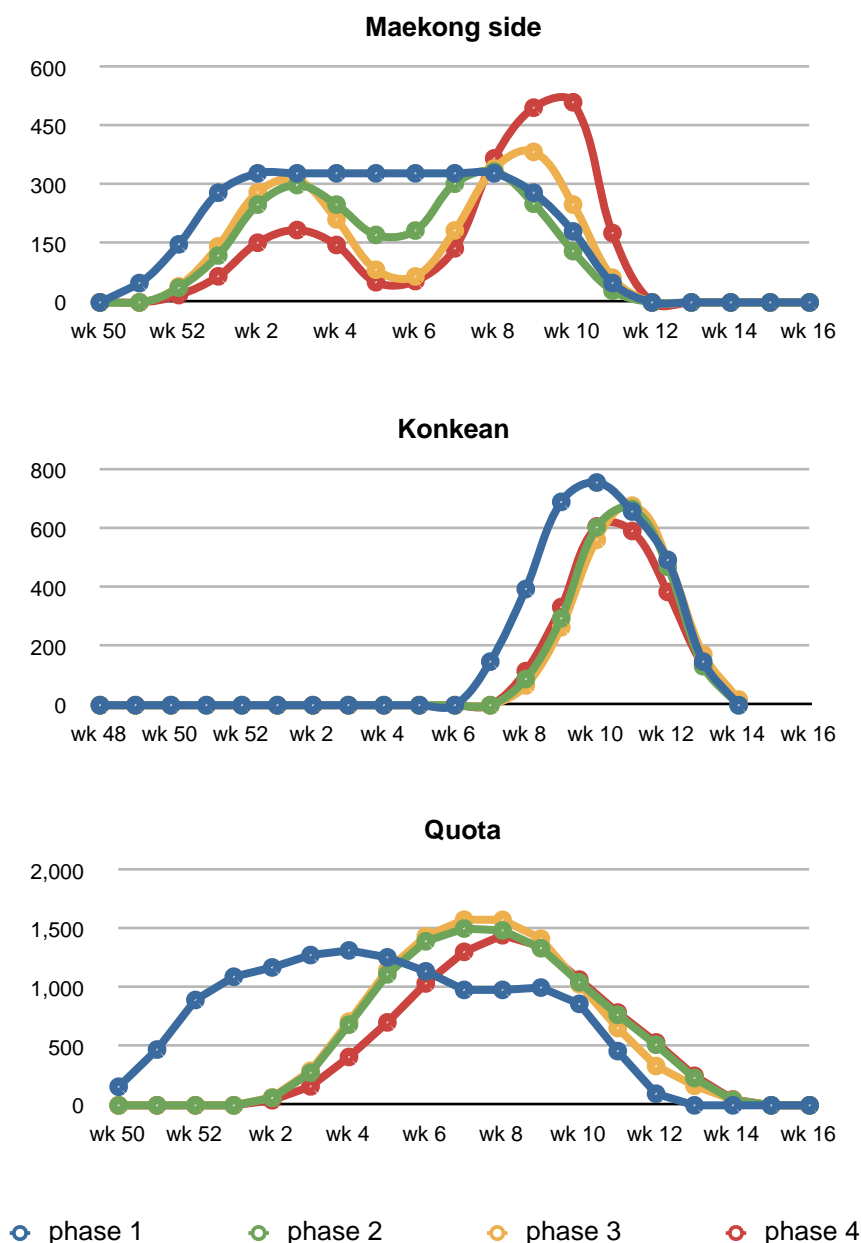 Maekong side
600
450
300
150
0
wk 50 wk 52 wk 2 wk 4 wk 6 wk 8 wk 10 wk 12 wk 14 wk 16
Konkean
800
600
400
200
0
wk 48 wk 50 wk 52 wk 2 wk 4 wk 6 wk 8 wk 10 wk 12 wk 14 wk 16
Quota
2,000
1,500
1,000
500
0
wk 50 wk 52 wk 2 wk 4 wk 6 wk 8 wk 10 wk 12 wk 14 wk 16
phase 1 phase 2 phase 3 phase 4